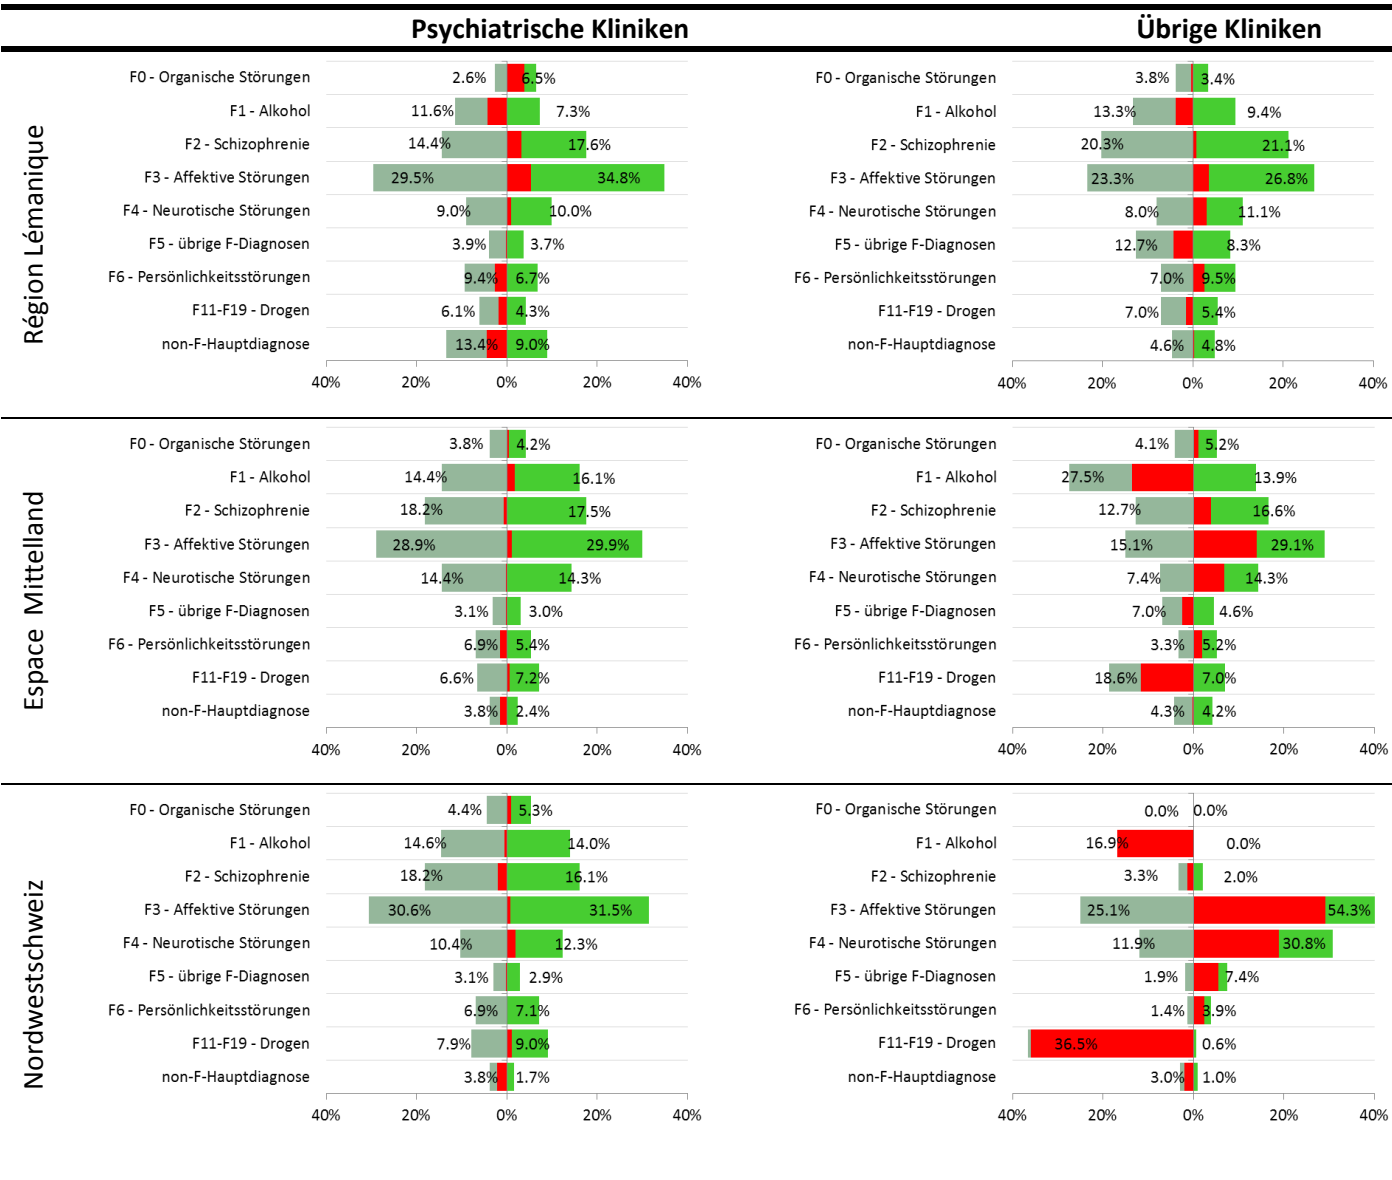 Psychiatrische Kliniken Übrige Kliniken
Région Lémanique
F0 - Organische Störungen 2.6% 6.5% F0 - Organische Störungen 3.8% 3.4%
F1 - Alkohol 11.6% 7.3% F1 - Alkohol 13.3% 9.4%
F2 - Schizophrenie 14.4% 17.6% F2 - Schizophrenie 20.3% 21.1%
F3 - Affektive Störungen 29.5% 34.8% F3 - Affektive Störungen 23.3% 26.8%
F4 - Neurotische Störungen 9.0% 10.0% F4 - Neurotische Störungen 8.0% 11.1%
F5 - übrige F-Diagnosen 3.9% 3.7% F5 - übrige F-Diagnosen 12.7% 8.3%
F6 - Persönlichkeitsstörungen 9.4% 6.7% F6 - Persönlichkeitsstörungen 7.0% 9.5%
F11-F19 - Drogen 6.1% 4.3% F11-F19 - Drogen 7.0% 5.4%
non-F-Hauptdiagnose 13.4% 9.0% non-F-Hauptdiagnose 4.6% 4.8%
40% 20% 0% 20% 40% 40% 20% 0% 20% 40%
Espace Mittelland
F0 - Organische Störungen 3.8% 4.2% F0 - Organische Störungen 4.1% 5.2%
F1 - Alkohol 14.4% 16.1% F1 - Alkohol 27.5% 13.9%
F2 - Schizophrenie 18.2% 17.5% F2 - Schizophrenie 12.7% 16.6%
F3 - Affektive Störungen 28.9% 29.9% F3 - Affektive Störungen 15.1% 29.1%
F4 - Neurotische Störungen 14.4% 14.3% F4 - Neurotische Störungen 7.4% 14.3%
F5 - übrige F-Diagnosen 3.1% 3.0% F5 - übrige F-Diagnosen 7.0% 4.6%
F6 - Persönlichkeitsstörungen 6.9% 5.4% F6 - Persönlichkeitsstörungen 3.3% 5.2%
F11-F19 - Drogen 6.6% 7.2% F11-F19 - Drogen 18.6% 7.0%
non-F-Hauptdiagnose 3.8% 2.4% non-F-Hauptdiagnose 4.3% 4.2%
40% 20% 0% 20% 40% 40% 20% 0% 20% 40%
Nordwestschweiz
F0 - Organische Störungen 4.4% 5.3% F0 - Organische Störungen 0.0% 0.0%
F1 - Alkohol 14.6% 14.0% F1 - Alkohol 16.9% 0.0%
F2 - Schizophrenie 18.2% 16.1% F2 - Schizophrenie 3.3% 2.0%
F3 - Affektive Störungen 30.6% 31.5% F3 - Affektive Störungen 25.1% 54.3%
F4 - Neurotische Störungen 10.4% 12.3% F4 - Neurotische Störungen 11.9% 30.8%
F5 - übrige F-Diagnosen 3.1% 2.9% F5 - übrige F-Diagnosen 1.9% 7.4%
F6 - Persönlichkeitsstörungen 6.9% 7.1% F6 - Persönlichkeitsstörungen 1.4% 3.9%
F11-F19 - Drogen 7.9% 9.0% F11-F19 - Drogen 36.5% 0.6%
non-F-Hauptdiagnose 3.8% 1.7% non-F-Hauptdiagnose 3.0% 1.0%
40% 20% 0% 20% 40% 40% 20% 0% 20% 40%